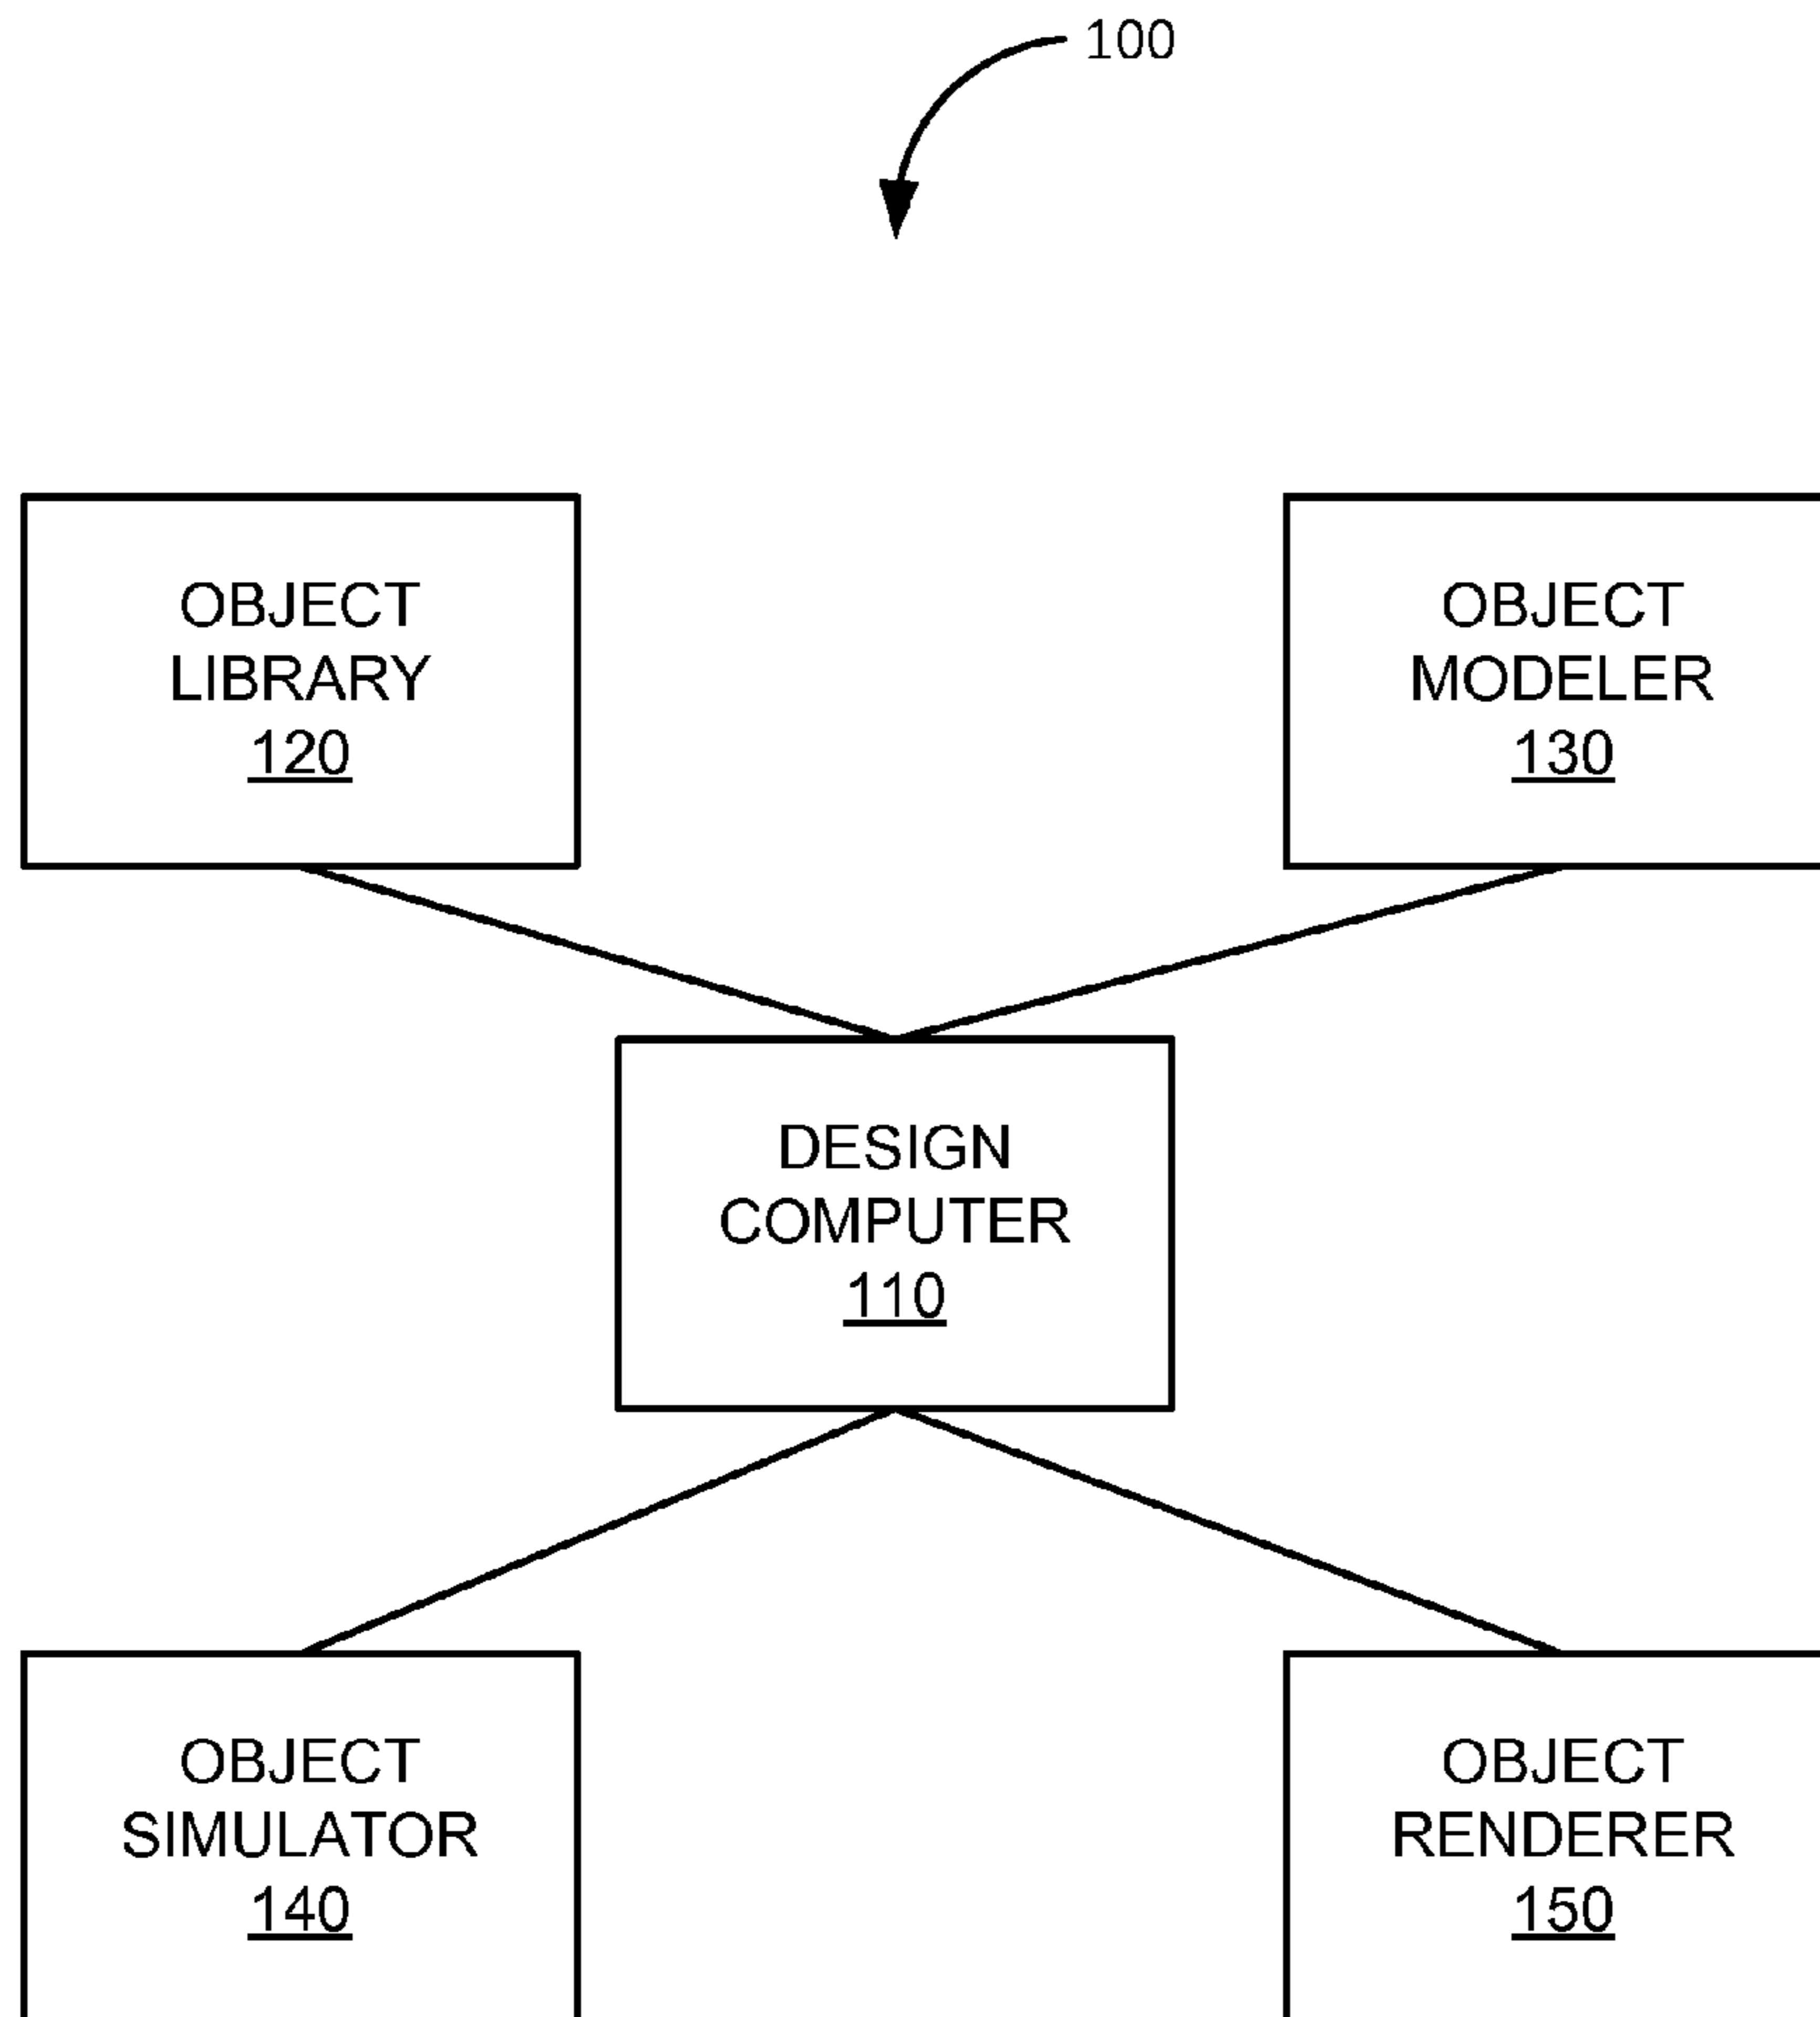 100
OBJECT
LIBRARY
120
OBJECT
MODELER
130
DESIGN
COMPUTER
110
OBJECT
SIMULATOR
140
OBJECT
RENDERER
150